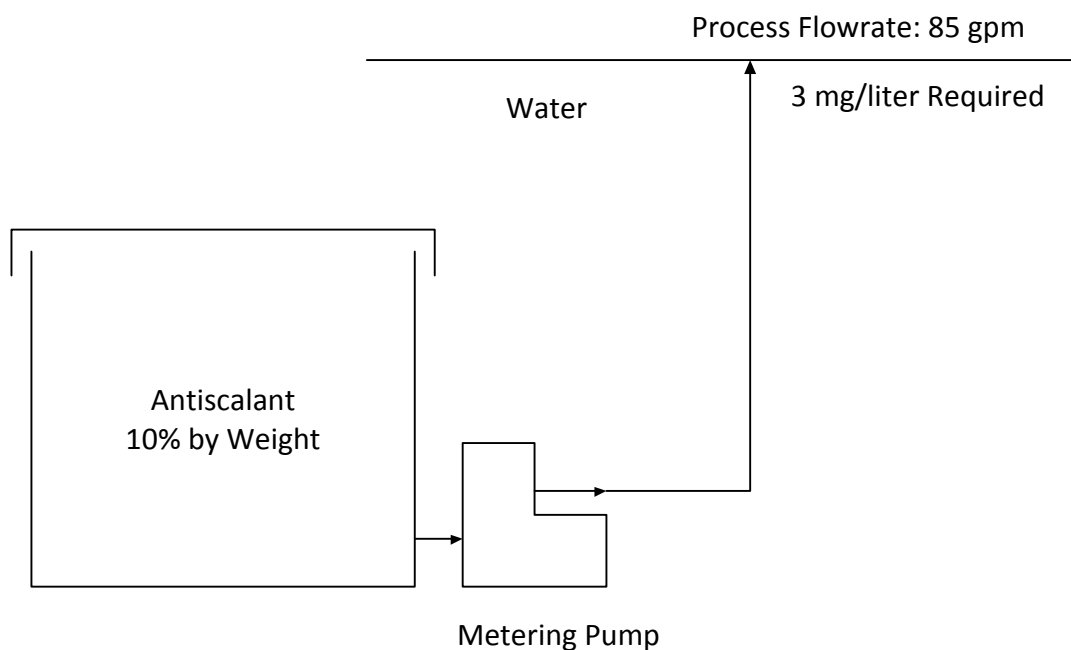 Process Flowrate: 85 gpm
Water
3 mg/liter Required
Antiscalant
10% by Weight
Metering Pump